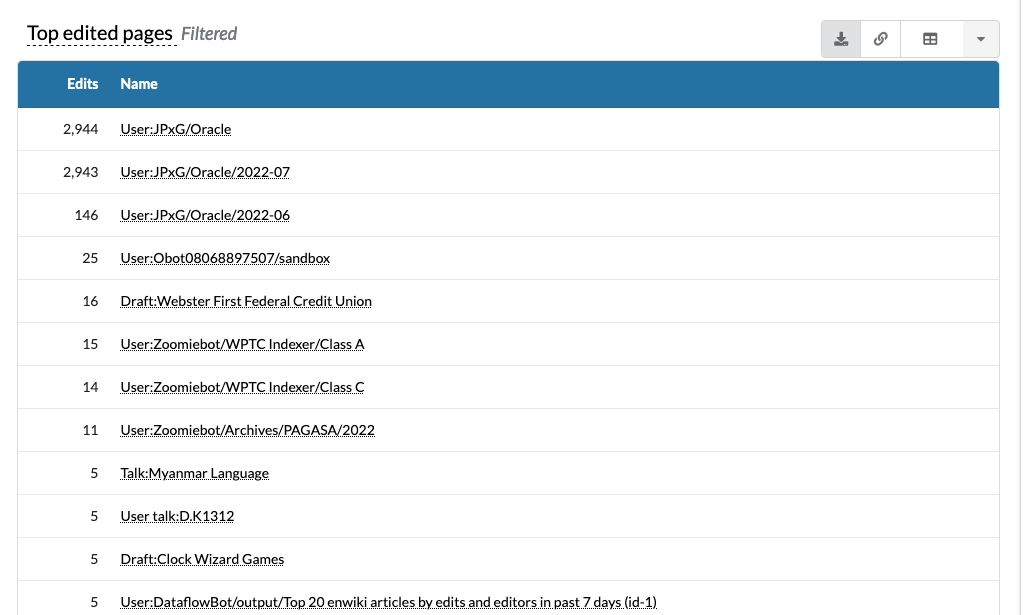 Top edited pages Filtered
Edits Name
2,944 User:JPxG/Oracle
2,943 User:JPxG/Oracle/2022-07
146 User:JPxG/Oracle/2022-06
25 User:Obot08068897507/sandbox
16 Draft:Webster First Federal Credit Union
15 User:Zoomiebot/WPTC Indexer/Class A
14 User:Zoomiebot/WPTC Indexer/Class C
11 User:Zoomiebot/Archives/PAGASA/2022
5 Talk:Myanmar Language
5 User talk:D.K1312
5 Draft:Clock Wizard Games
5 User:DataflowBot/output/Top 20 enwiki articles by edits and editors in past 7 days (id-1)